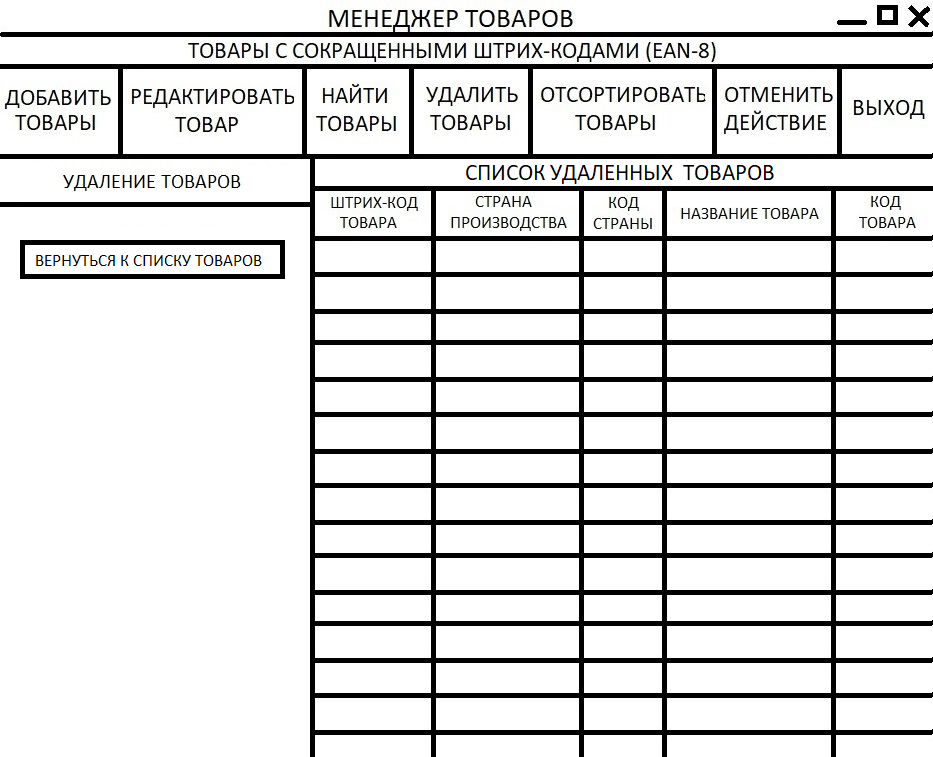 МЕНЕДЖЕР ТОВАРОВ
ТОВАРЫ С СОКРАЩЕННЫМИ ШТРИХ-КОДАМИ (EAN-8)
ДОБАВИТЬ
ТОВАРЫ
РЕДАКТИРОВАТЬ
ТОВАР
НАЙТИ
ТОВАРЫ
УДАЛИТЬ
ТОВАРЫ
ОТСОРТИРОВАТЬ
ТОВАРЫ
ОТМЕНИТЬ
ДЕЙСТВИЕ
ВЫХОД
УДАЛЕНИЕ ТОВАРОВ
ВЕРНУТЬСЯ К СПИСКУ ТОВАРОВ
СПИСОК УДАЛЕННЫХ ТОВАРОВ
ШТРИХ-КОД
ТОВАРА
СТРАНА
ПРОИЗВОДСТВА
КОД
СТРАНЫ
НАЗВАНИЕ ТОВАРА
КОД
ТОВАРА